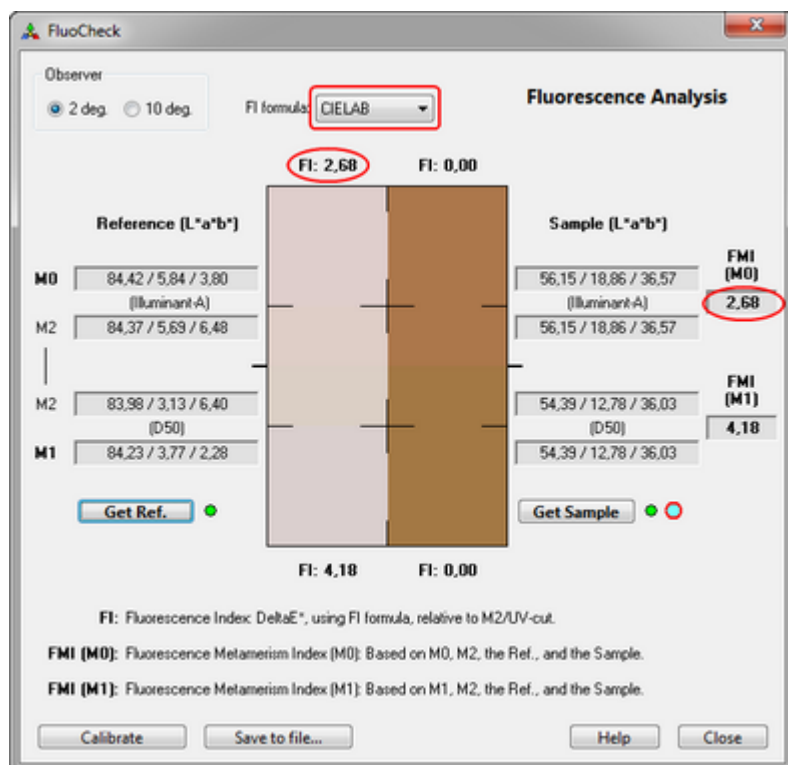 FluoCheck
Observer
2 deg. 10 deg.
FI formula: CIELAB
Fluorescence Analysis
FI: 2,68 FI: 0,00
Reference (L*a*b*) Sample (L*a*b*)
FMI
(M0)
M0 84,42 / 5,84 / 3,80 56,15 / 18,86 / 36,57
(Illuminant-A) (Illuminant-A) 2,68
M2 84,37 / 5,69 / 6,48 56,15 / 18,86 / 36,57
FMI
(M1)
M2 83,98 / 3,13 / 6,40 54,39 / 12,78 / 36,03
(D50) (D50) 4,18
M1 84,23 / 3,77 / 2,28 54,39 / 12,78 / 36,03
Get Ref. Get Sample
FI: 4,18 FI: 0,00
FI: Fluorescence Index: DeltaE*, using FI formula, relative to M2/UV-cut.
FMI (M0): Fluorescence Metamerism Index (M0): Based on M0, M2, the Ref., and the Sample.
FMI (M1): Fluorescence Metamerism Index (M1): Based on M1, M2, the Ref., and the Sample.
Calibrate Save to file... Help Close